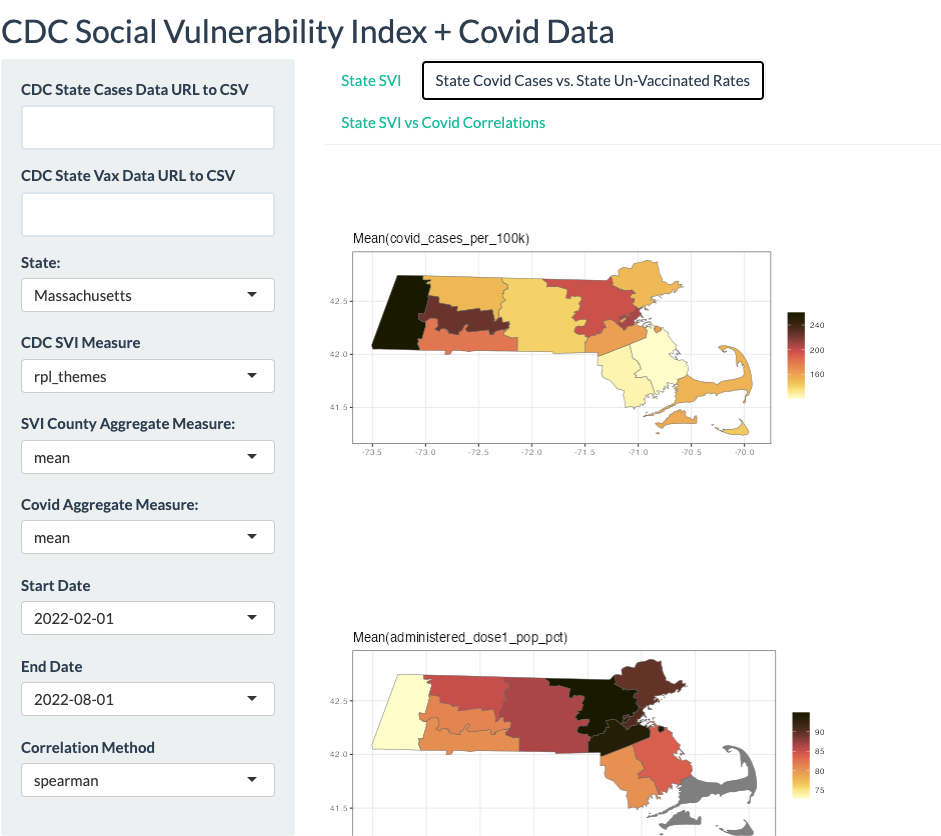 CDC Social Vulnerability Index + Covid Data
CDC State Cases Data URL to CSV
CDC State Vax Data URL to CSV
State:
Massachusetts
CDC SVI Measure
rpl_themes
SVI County Aggregate Measure:
mean
Covid Aggregate Measure:
mean
Start Date
2022-02-01
End Date
2022-08-01
Correlation Method
spearman
State SVI
State Covid Cases vs. State Un-Vaccinated Rates
State SVI vs Covid Correlations
Mean(covid_cases_per_100k)
42.5
42.0
41.5
-73.5 -73.0 -72.5 -72.0 -71.5 -71.0 -70.5 -70.0
240
200
160
Mean(administered_dose1_pop_pct)
42.5
42.0
41.5
90
85
80
75